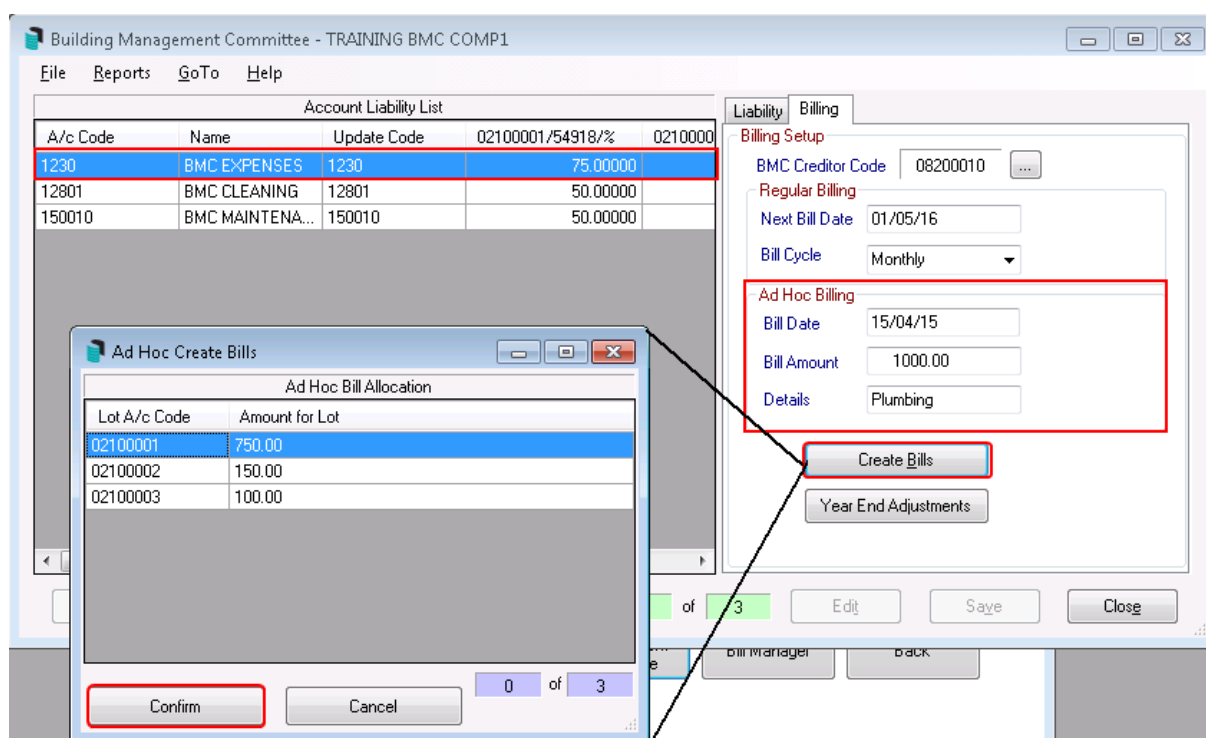 Building Management Committee - TRAINING BMC COMP1
File Reports GoTo Help
Account Liability List
A/c Code Name Update Code 02100001/54918/% 0210000
1230 BMC EXPENSES 1230 75.00000
12801 BMC CLEANING 12801 50.00000
150010 BMC MAINTENA... 150010 50.00000
Liability Billing
Billing Setup
BMC Creditor Code 08200010 ...
Regular Billing
Next Bill Date 01/05/16
Bill Cycle Monthly
Ad Hoc Billing
Bill Date 15/04/15
Bill Amount 1000.00
Details Plumbing
Create Bills
Year End Adjustments
Ad Hoc Create Bills
Ad Hoc Bill Allocation
Lot A/c Code Amount for Lot
02100001 750.00
02100002 150.00
02100003 100.00
0 of 3
Confirm Cancel
of 3 Edit Save Close
Bill Manager Back